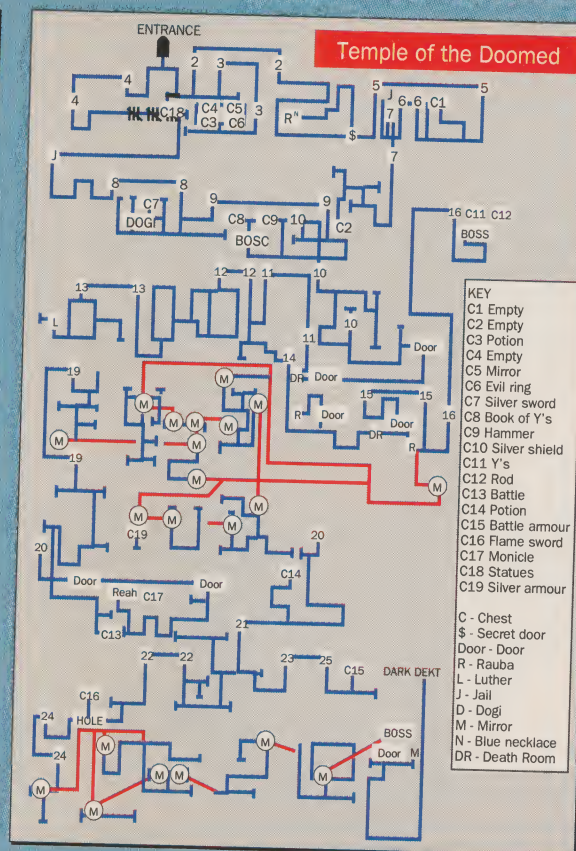 ENTRANCE
Temple of the Doomed
2 3 2
4
4 C18 C4 C5 3
C3 C6
R N
$
5 5
J 6 6 C1
7
7
J
8 8
C7
DOGI
9 9
C8 C9 10 C2
BOSC
16 C11 C12
BOSS
13 13
L
12 12 11 10
10
11
Door
14
DR Door
19
M
M
M M M
M
M
M
15 15
R Door Door
DR
R
16
19
M
M
M M M
M
C19
20
20
Door Door
Reah C17
C13
C14
21
22 22
23 25
C15
DARK DEKT
C16
24 HOLE
24
M
M
M M
M
M
M
BOSS
Door M
KEY
C1 Empty
C2 Empty
C3 Potion
C4 Empty
C5 Mirror
C6 Evil ring
C7 Silver sword
C8 Book of Y's
C9 Hammer
C10 Silver shield
C11 Y's
C12 Rod
C13 Battle
C14 Potion
C15 Battle armour
C16 Flame sword
C17 Monicle
C18 Statues
C19 Silver armour
C - Chest
$ - Secret door
Door - Door
R - Rauba
L - Luther
J - Jail
D - Dogi
M - Mirror
N - Blue necklace
DR - Death Room